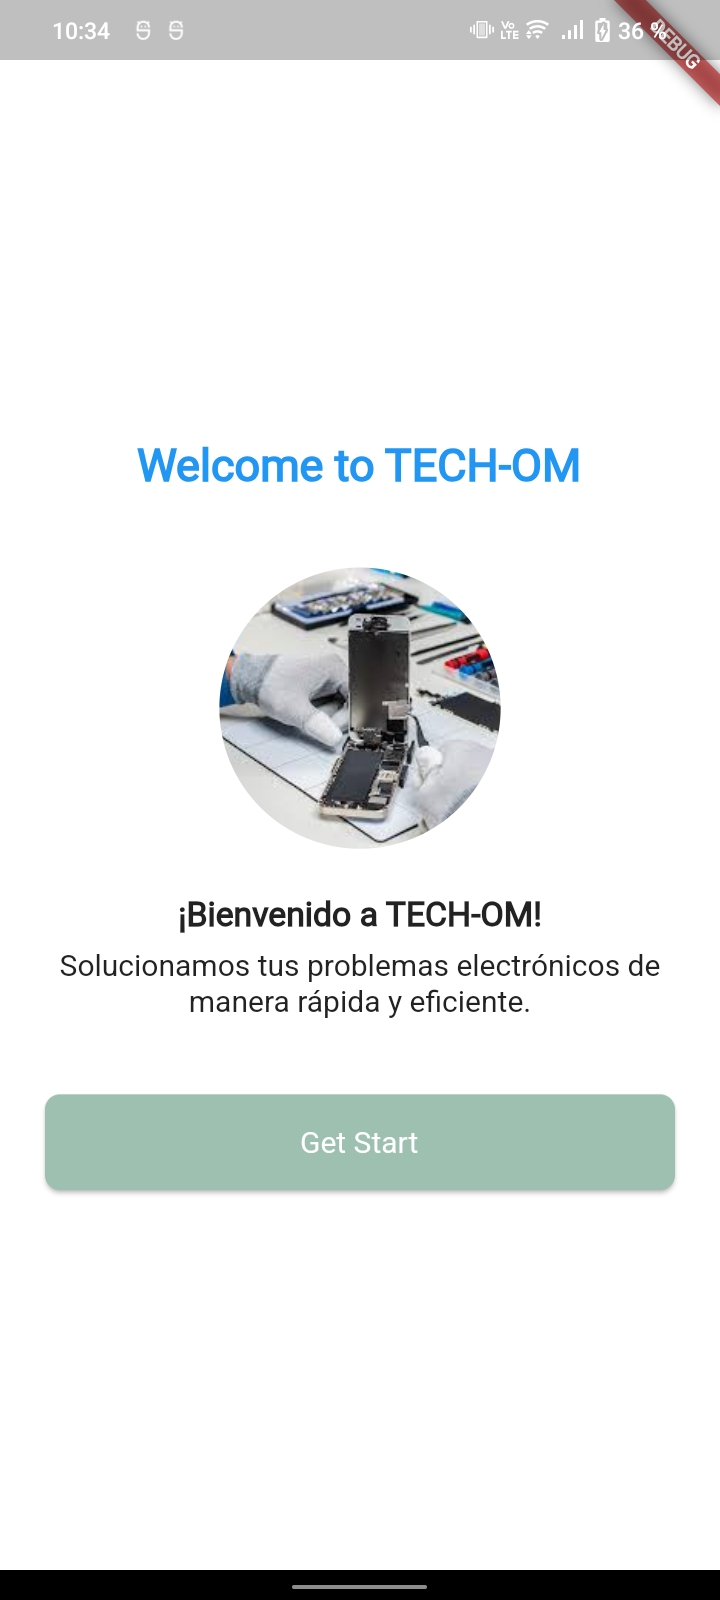 10:34
Vo
LTE
36 %
DEBUG
Welcome to TECH-OM
¡Bienvenido a TECH-OM!
Solucionamos tus problemas electrónicos de
manera rápida y eficiente.
Get Start